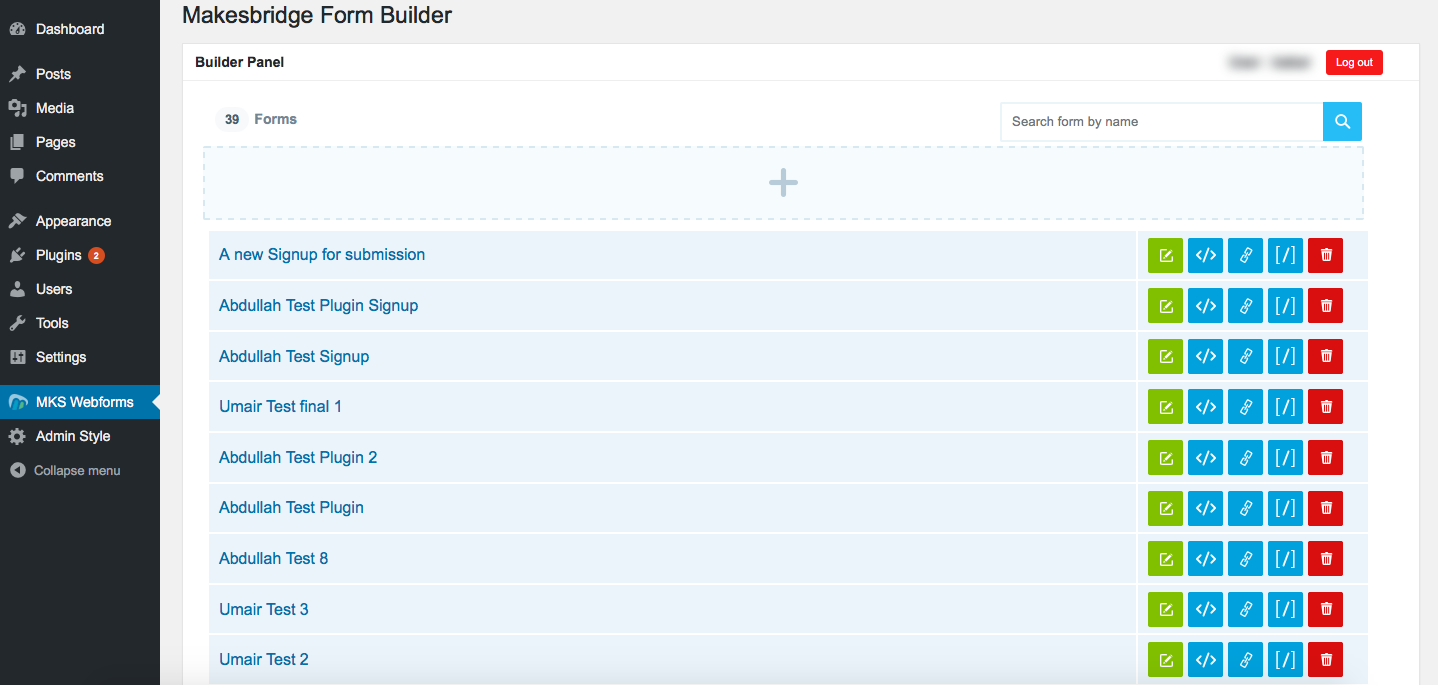 Makesbridge Form Builder
Dashboard
Posts
Media
Pages
Comments
Appearance
Plugins 2
Users
Tools
Settings
MKS Webforms
Admin Style
Collapse menu
Builder Panel
Log out
39 Forms
Search form by name
A new Signup for submission
</> [/]
Abdullah Test Plugin Signup
</> [/]
Abdullah Test Signup
</> [/]
Umair Test final 1
</> [/]
Abdullah Test Plugin 2
</> [/]
Abdullah Test Plugin
</> [/]
Abdullah Test 8
</> [/]
Umair Test 3
</> [/]
Umair Test 2
</> [/]